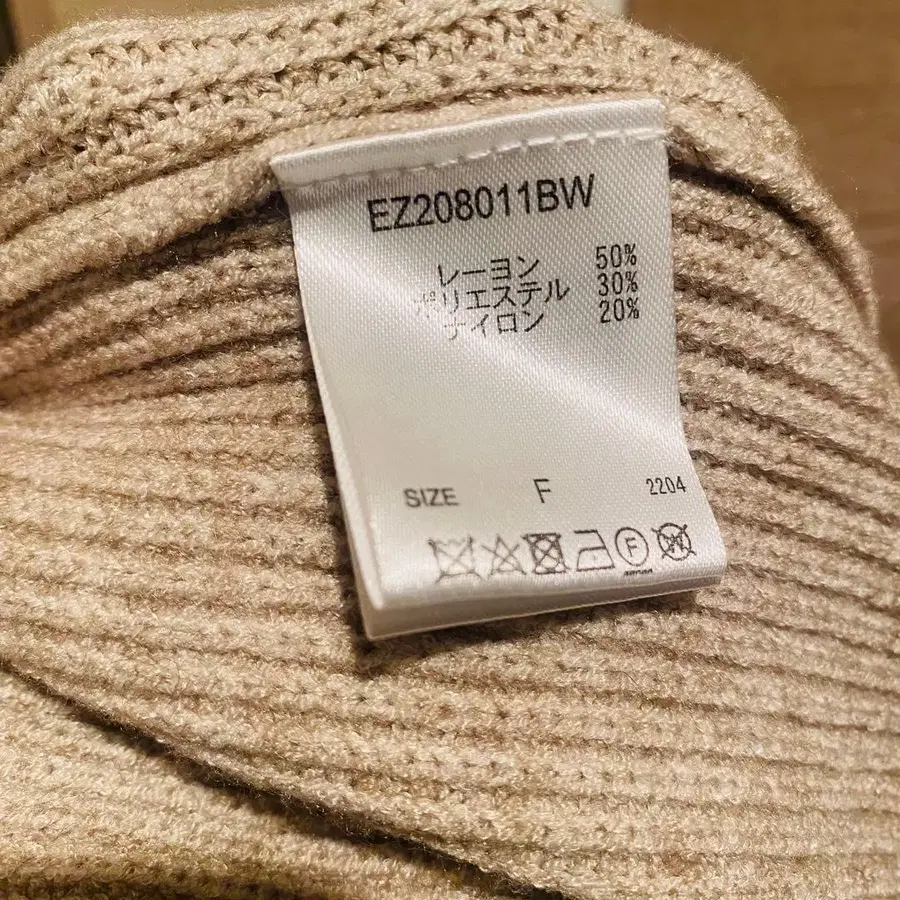 EZ208011BW
レーヨン 50%
ポリエステル 30%
ナイロン 20%
SIZE F 2204
F W